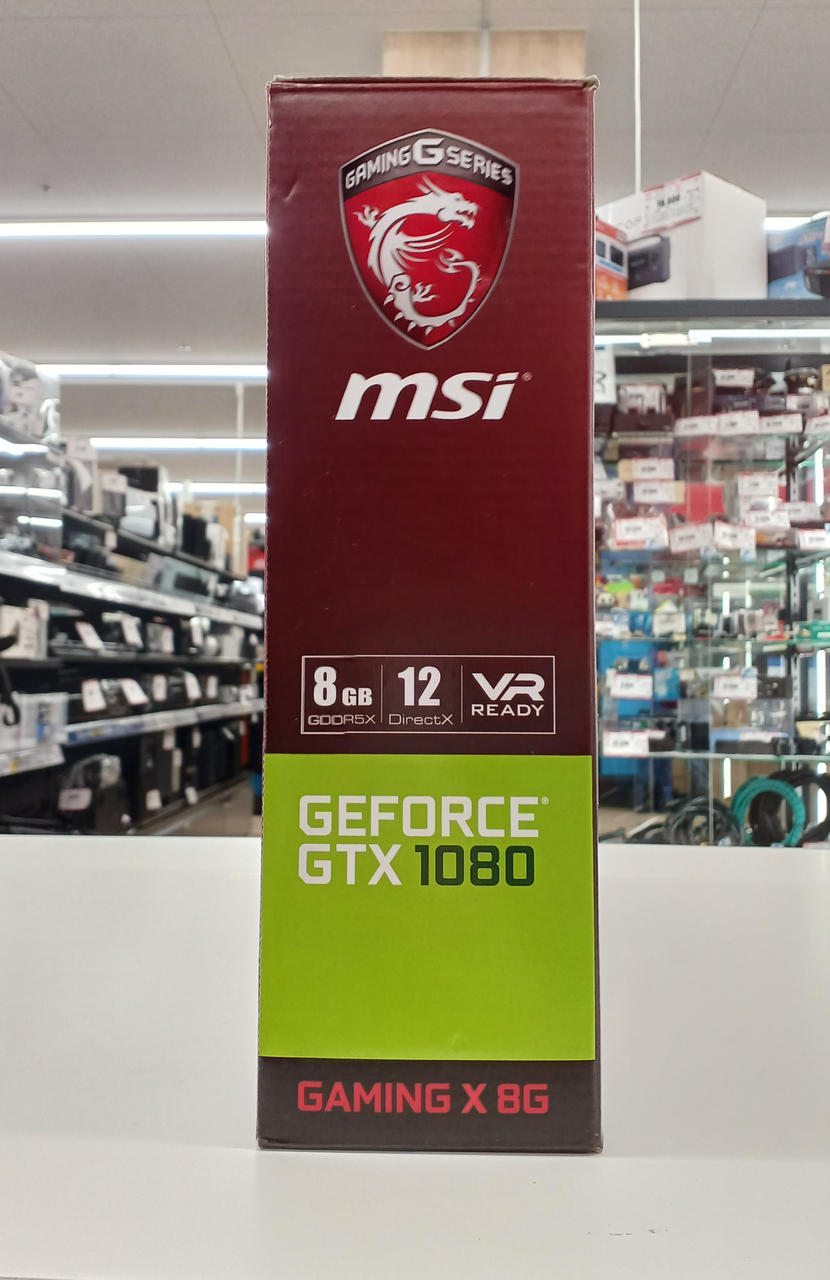 GAMING G SERIES
msi®
8 GB
GDDR5X
12
DirectX
VR
READY
GEFORCE®
GTX 1080
GAMING X 8G